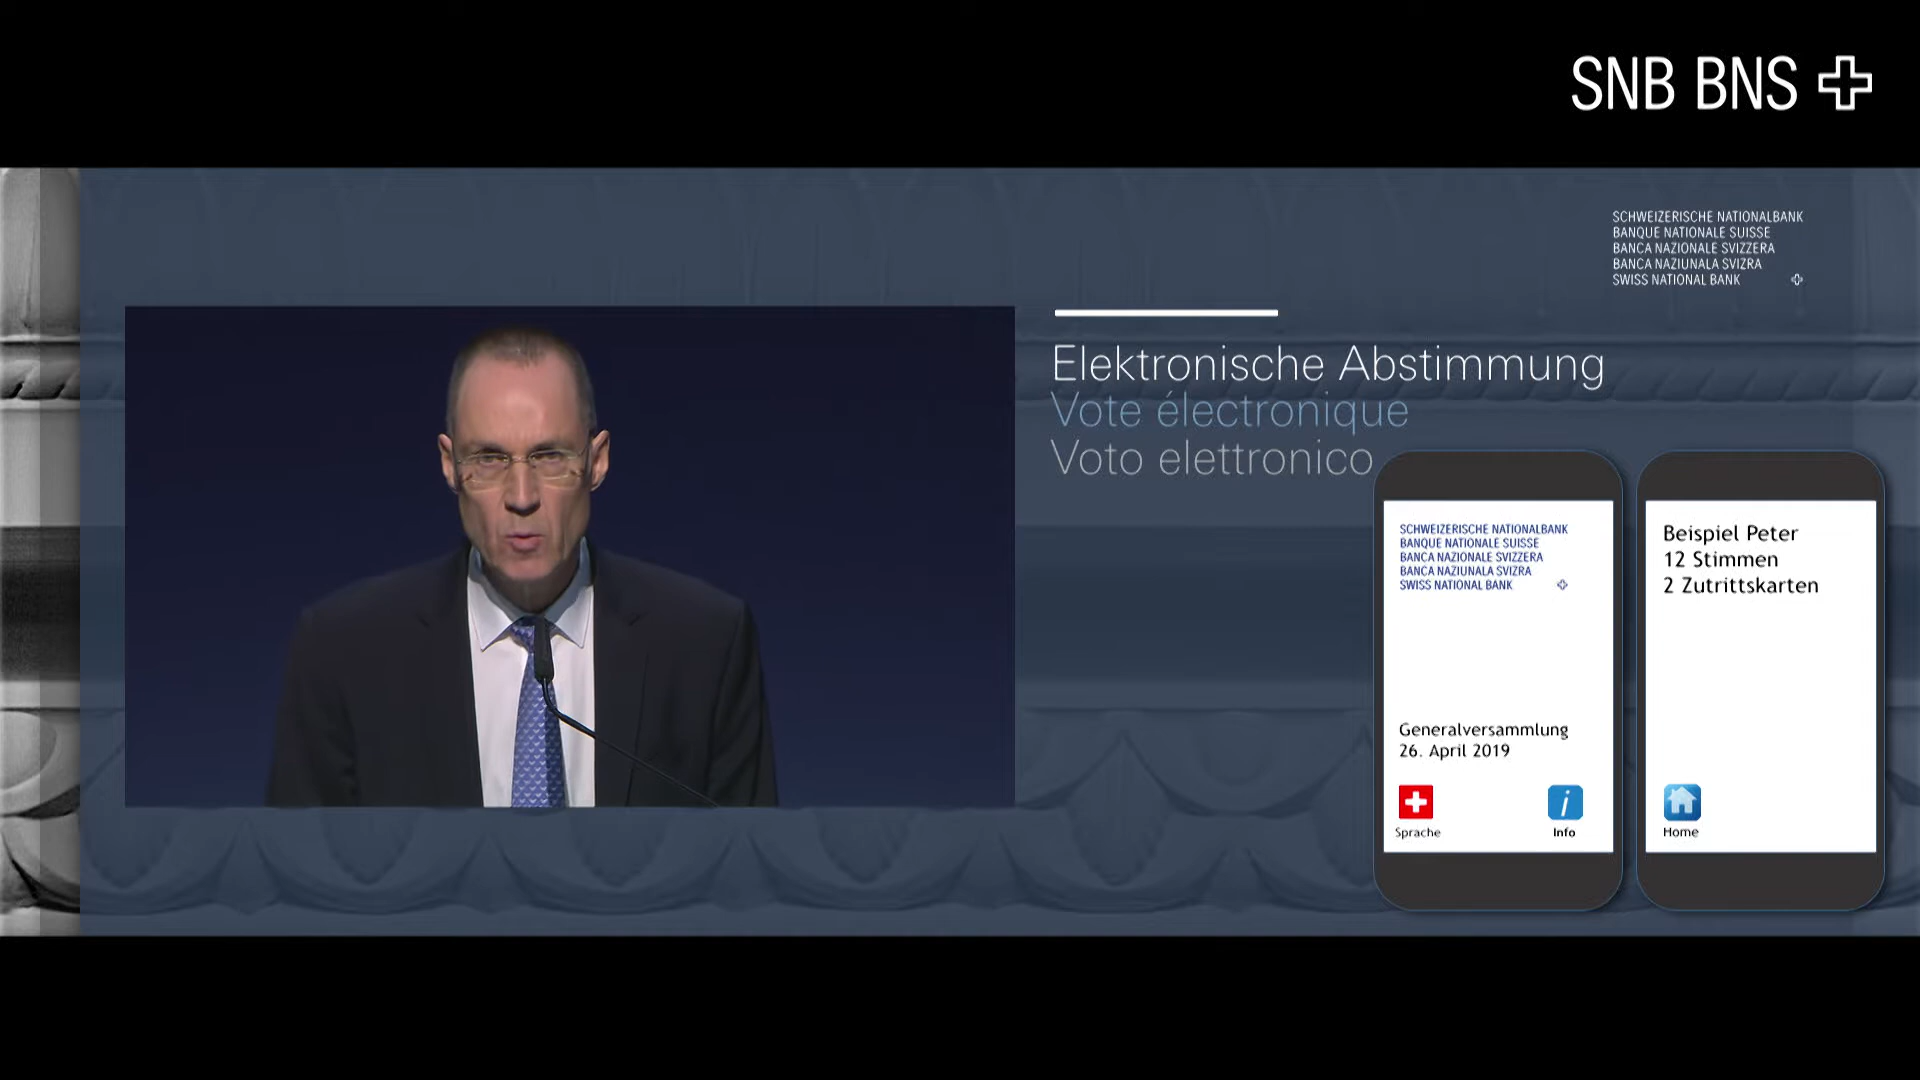 SNB BNS
SCHWEIZERISCHE NATIONALBANK
BANQUE NATIONALE SUISSE
BANCA NAZIONALE SVIZZERA
BANCA NAZIUNALA SVIZRA
SWISS NATIONAL BANK
Elektronische Abstimmung
Vote électronique
Voto elettronico
SCHWEIZERISCHE NATIONALBANK
BANQUE NATIONALE SUISSE
BANCA NAZIONALE SVIZZERA
BANCA NAZIUNALA SVIZRA
SWISS NATIONAL BANK
Generalversammlung
26. April 2019
Sprache
Info
Beispiel Peter
12 Stimmen
2 Zutrittskarten
Home